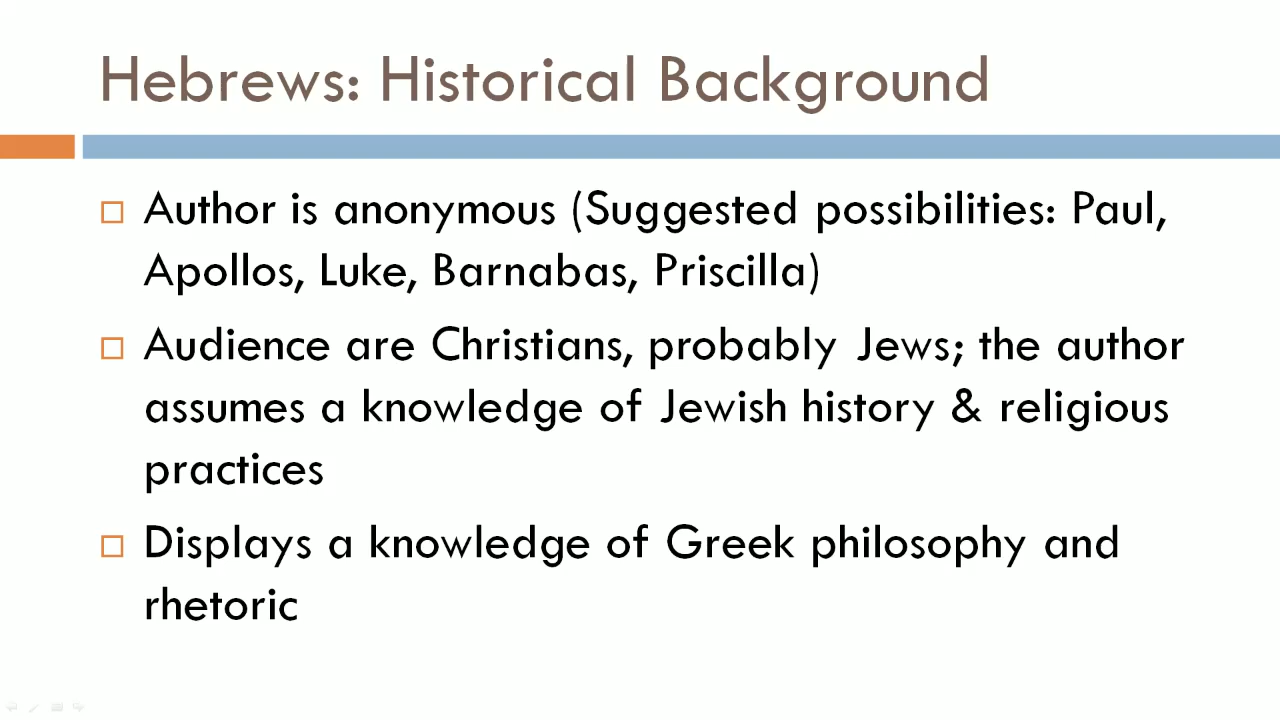 Hebrews: Historical Background
Author is anonymous (Suggested possibilities: Paul,
Apollos, Luke, Barnabas, Priscilla)
Audience are Christians, probably Jews; the author
assumes a knowledge of Jewish history & religious
practices
Displays a knowledge of Greek philosophy and
rhetoric